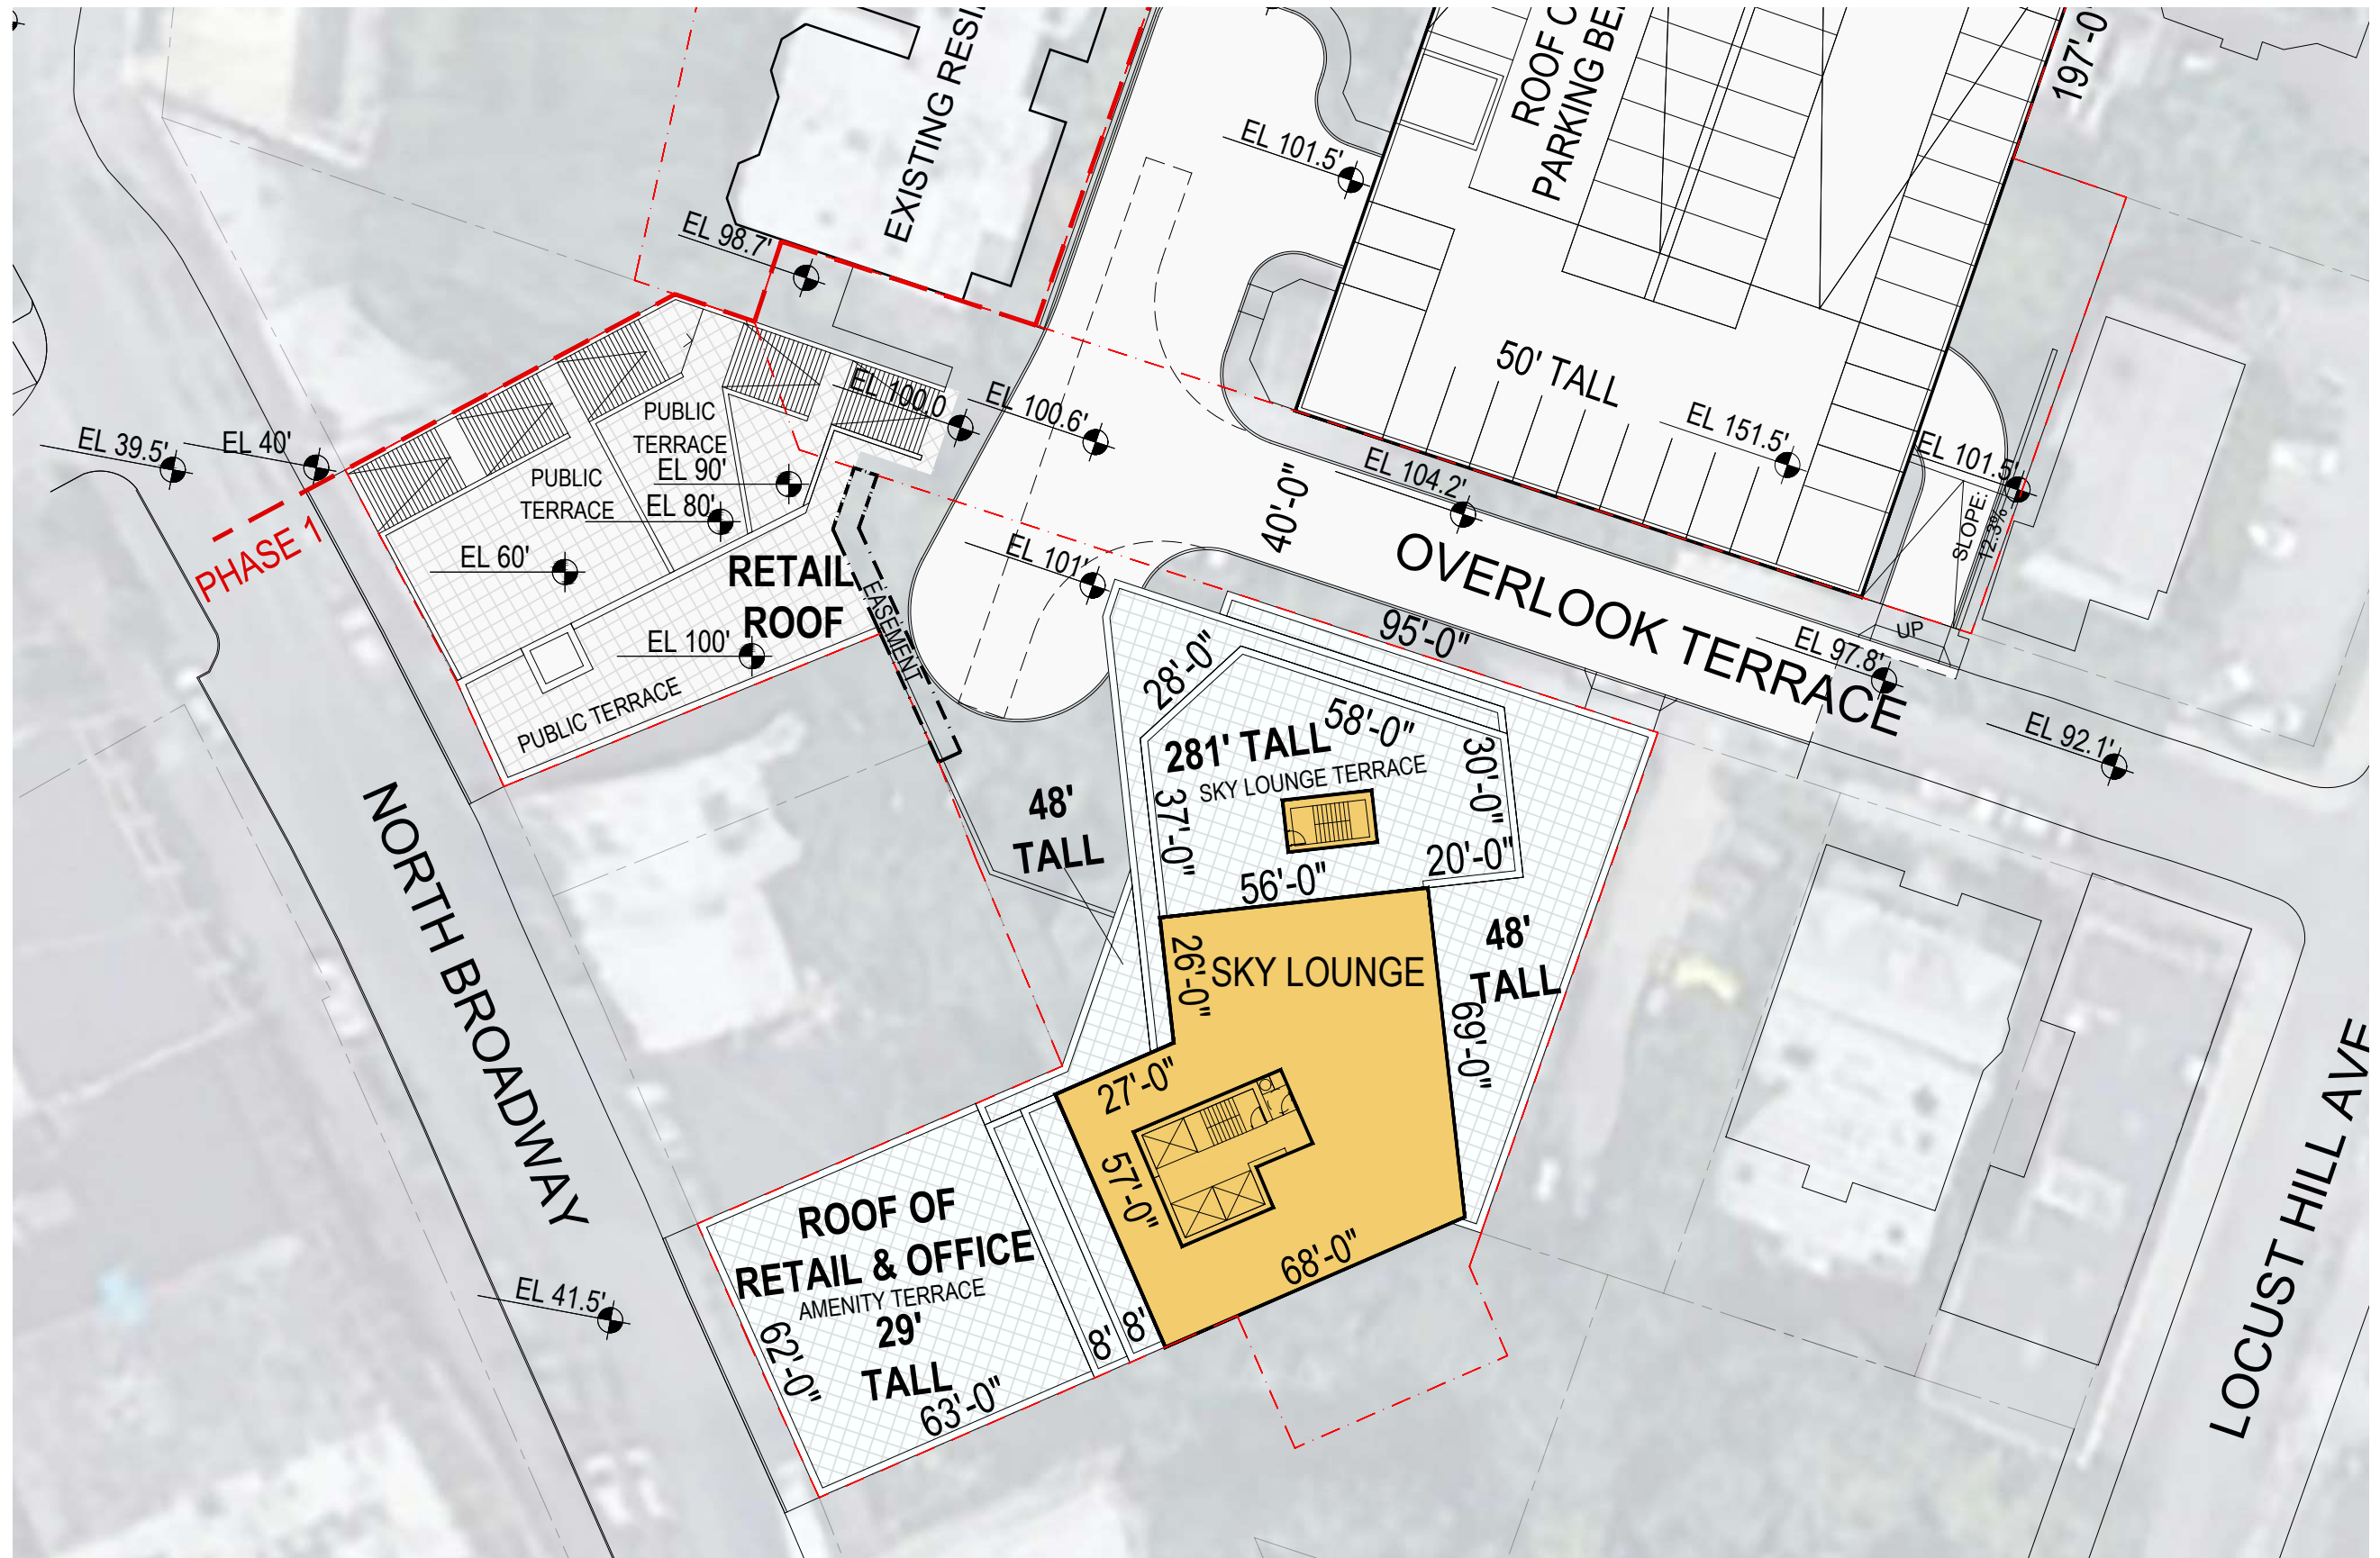 EXISTING RESI
ROOF
PARKING BE
197'-0
EL 101.5'
EL 98.7'
50' TALL
EL 151.5'
EL 101.5'
SLOPE:
12.3%
UP
EL 100.0
EL 100.6'
EL 104.2'
40'-0"
OVERLOOK TERRACE
EL 97.8'
EL 92.1'
EL 39.5'
EL 40'
PHASE 1
PUBLIC
TERRACE
EL 90'
PUBLIC
TERRACE
EL 80'
EL 60'
RETAIL
ROOF
EL 100'
PUBLIC TERRACE
EASEMENT
EL 101'
95'-0"
28'-0"
58'-0"
281' TALL
SKY LOUNGE TERRACE
30'-0"
37'-0"
20'-0"
56'-0"
48'
TALL
48'
TALL
26'-0"
SKY LOUNGE
69'-0"
27'-0"
57'-0"
68'-0"
NORTH BROADWAY
EL 41.5'
ROOF OF
RETAIL & OFFICE
AMENITY TERRACE
29'
TALL
62'-0"
63'-0"
8'
8'
LOCUST HILL AVE